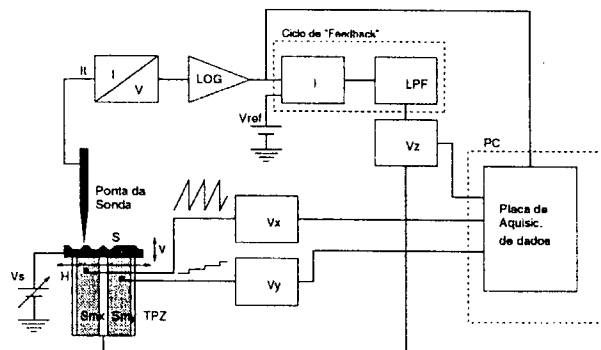 Ciclo de "Feedback"
It
I
V
LOG
I
LPF
Vref
Vz
PC
Ponta da
Sonda
Placa de
Aquisic.
de dados
Vx
S
V
Vs
H
Vy
Smx
Smy
TPZ